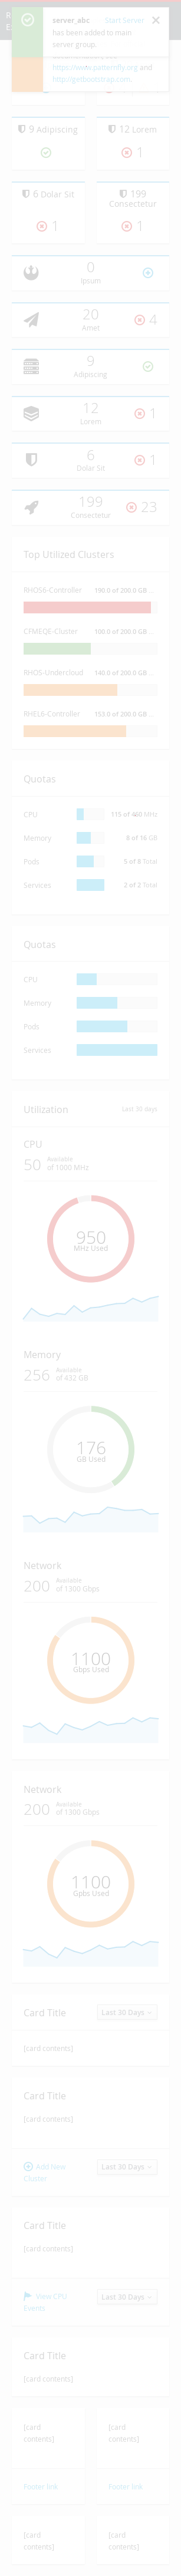 server_abc Start Server
has been added to main
server group.
https://www.patternfly.org and
http://getbootstrap.com.
9 Adipiscing
12 Lorem
1
6 Dolar Sit
1
199
Consectetur
1
0
Ipsum
20
Amet
4
9
Adipiscing
12
Lorem
1
6
Dolar Sit
1
199
Consectetur
23
Top Utilized Clusters
RHOS6-Controller 190.0 of 200.0 GB
CFMEQE-Cluster 100.0 of 200.0 GB
RHOS-Undercloud 140.0 of 200.0 GB
RHEL6-Controller 153.0 of 200.0 GB
Quotas
CPU 115 of 460 MHz
Memory 8 of 16 GB
Pods 5 of 8 Total
Services 2 of 2 Total
Quotas
CPU
Memory
Pods
Services
Utilization Last 30 days
CPU
50 Available
of 1000 MHz
950
MHz Used
Memory
256 Available
of 432 GB
176
GB Used
Network
200 Available
of 1300 Gbps
1100
Gbps Used
Network
200 Available
of 1300 Gbps
1100
Gbps Used
Card Title Last 30 Days
[card contents]
Card Title
[card contents]
Add New
Cluster
Last 30 Days
Card Title
[card contents]
View CPU
Events
Last 30 Days
Card Title
[card contents]
[card
contents]
[card
contents]
Footer link
Footer link
[card
contents]
[card
contents]